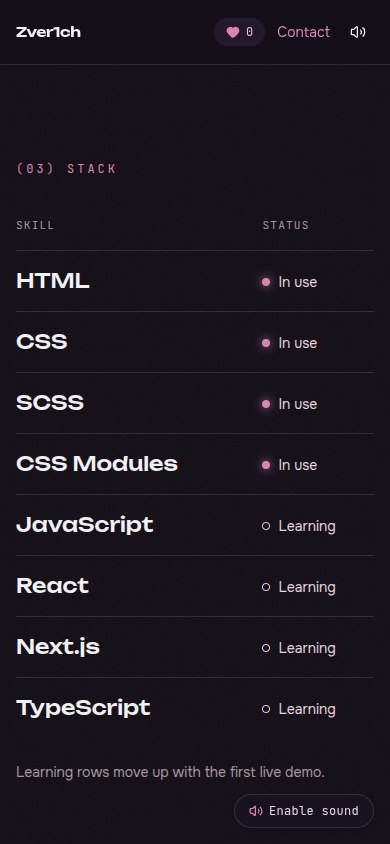 Zver1ch
0 Contact
(03) STACK
SKILL STATUS
HTML In use
CSS In use
SCSS In use
CSS Modules In use
JavaScript Learning
React Learning
Next.js Learning
TypeScript Learning
Learning rows move up with the first live demo.
Enable sound